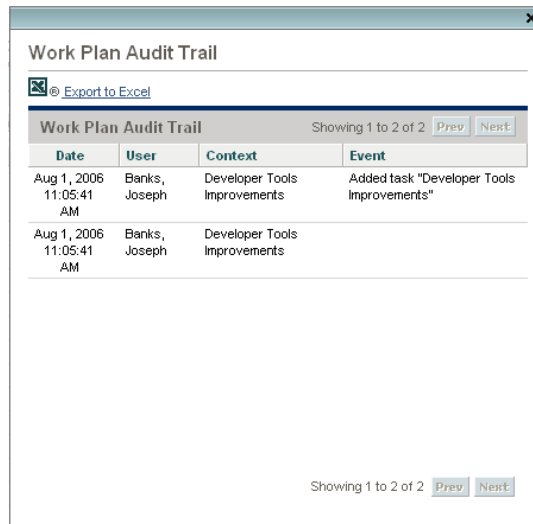 Work Plan Audit Trail
® Export to Excel
Work Plan Audit Trail Showing 1 to 2 of 2 Prev Next
Date User Context Event
Aug 1, 2006 Banks, Developer Tools Added task "Developer Tools
11:05:41 Joseph Improvements Improvements"
AM
Aug 1, 2006 Banks, Developer Tools
11:05:41 Joseph Improvements
AM
Showing 1 to 2 of 2 Prev Next